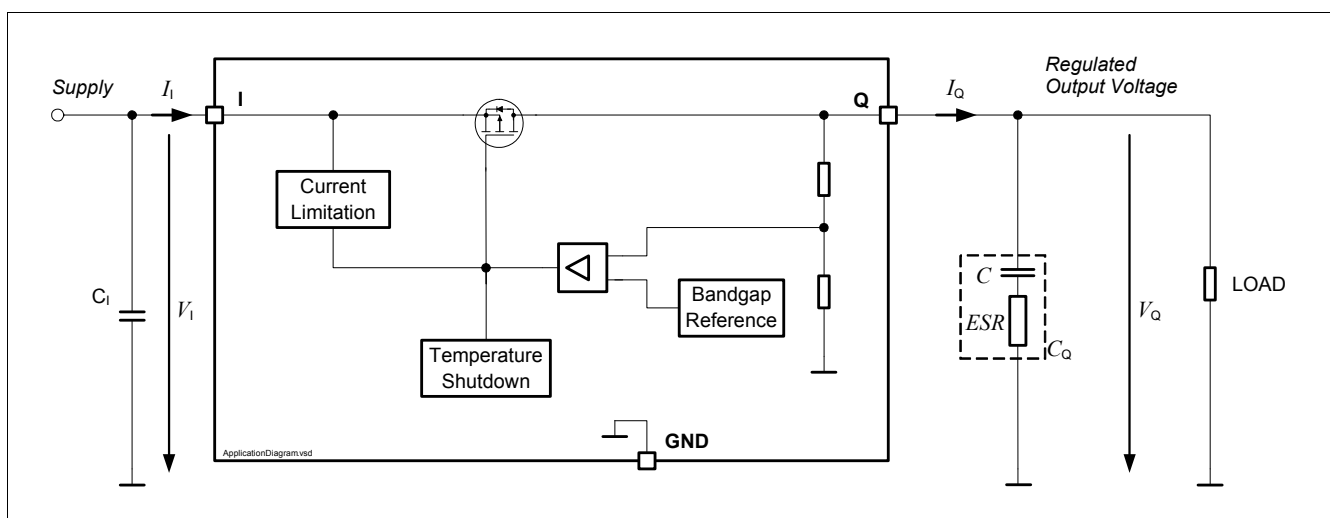 Supply
I_I
I
Q
I_Q
Regulated
Output Voltage
Current
Limitation
C_I
V_I
Bandgap
Reference
C
ESR
C_Q
V_Q
LOAD
Temperature
Shutdown
GND
ApplicationDiagram.vsd